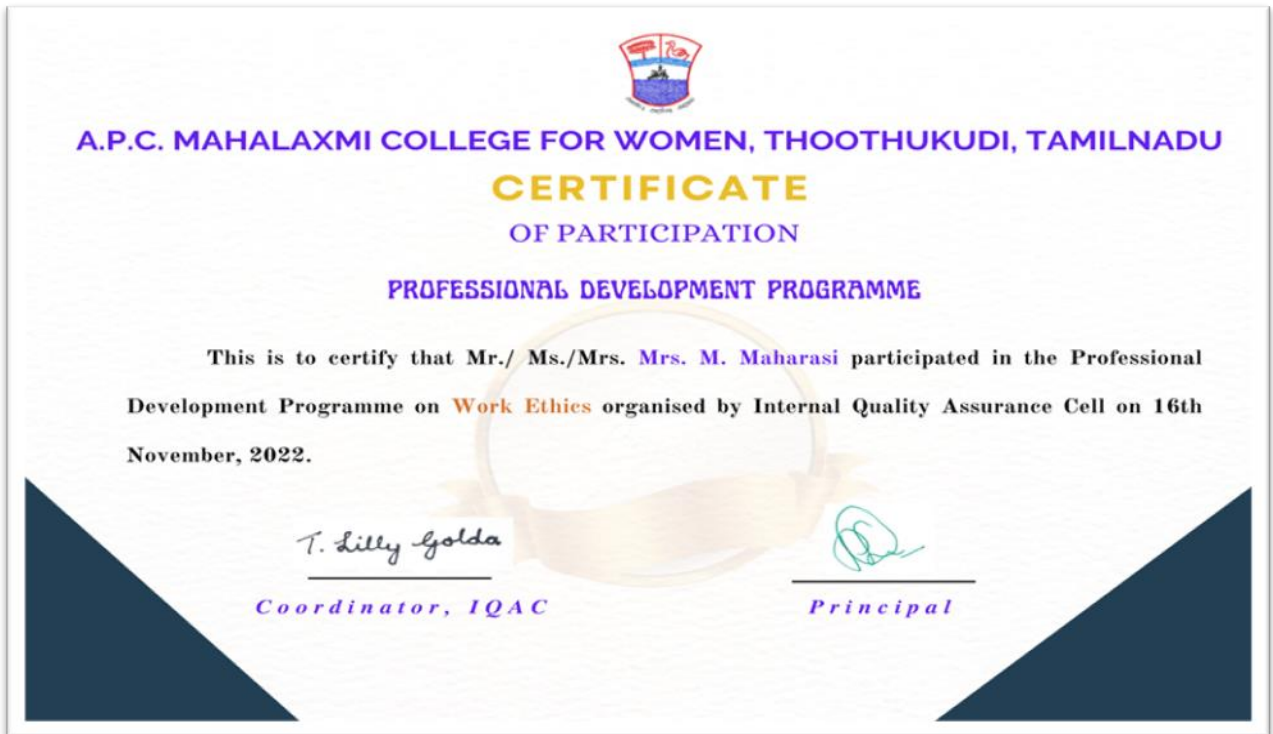 A.P.C. MAHALAXMI COLLEGE FOR WOMEN, THOOTHUKUDI, TAMILNADU
CERTIFICATE
OF PARTICIPATION
PROFESSIONAL DEVELOPMENT PROGRAMME
This is to certify that Mr./ Ms./Mrs. Mrs. M. Maharasi participated in the Professional
Development Programme on Work Ethics organised by Internal Quality Assurance Cell on 16th
November, 2022.
T. Lilly Golda
Coordinator, IQAC
Principal